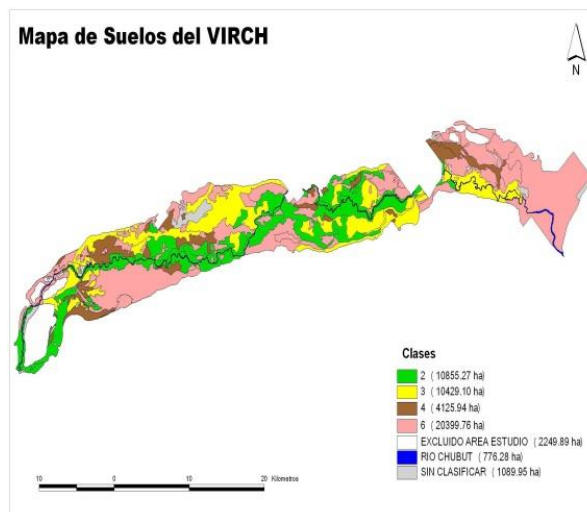 Mapa de Suelos del VIRCH
N
Clases
2 ( 10855.27 ha)
3 ( 10429.10 ha)
4 ( 4125.94 ha)
6 ( 20399.76 ha)
EXCLUIDO AREA ESTUDIO ( 2249.89 ha)
RIO CHUBUT ( 776.28 ha)
SIN CLASIFICAR ( 1089.95 ha)
10 0 10 20 Kilometros